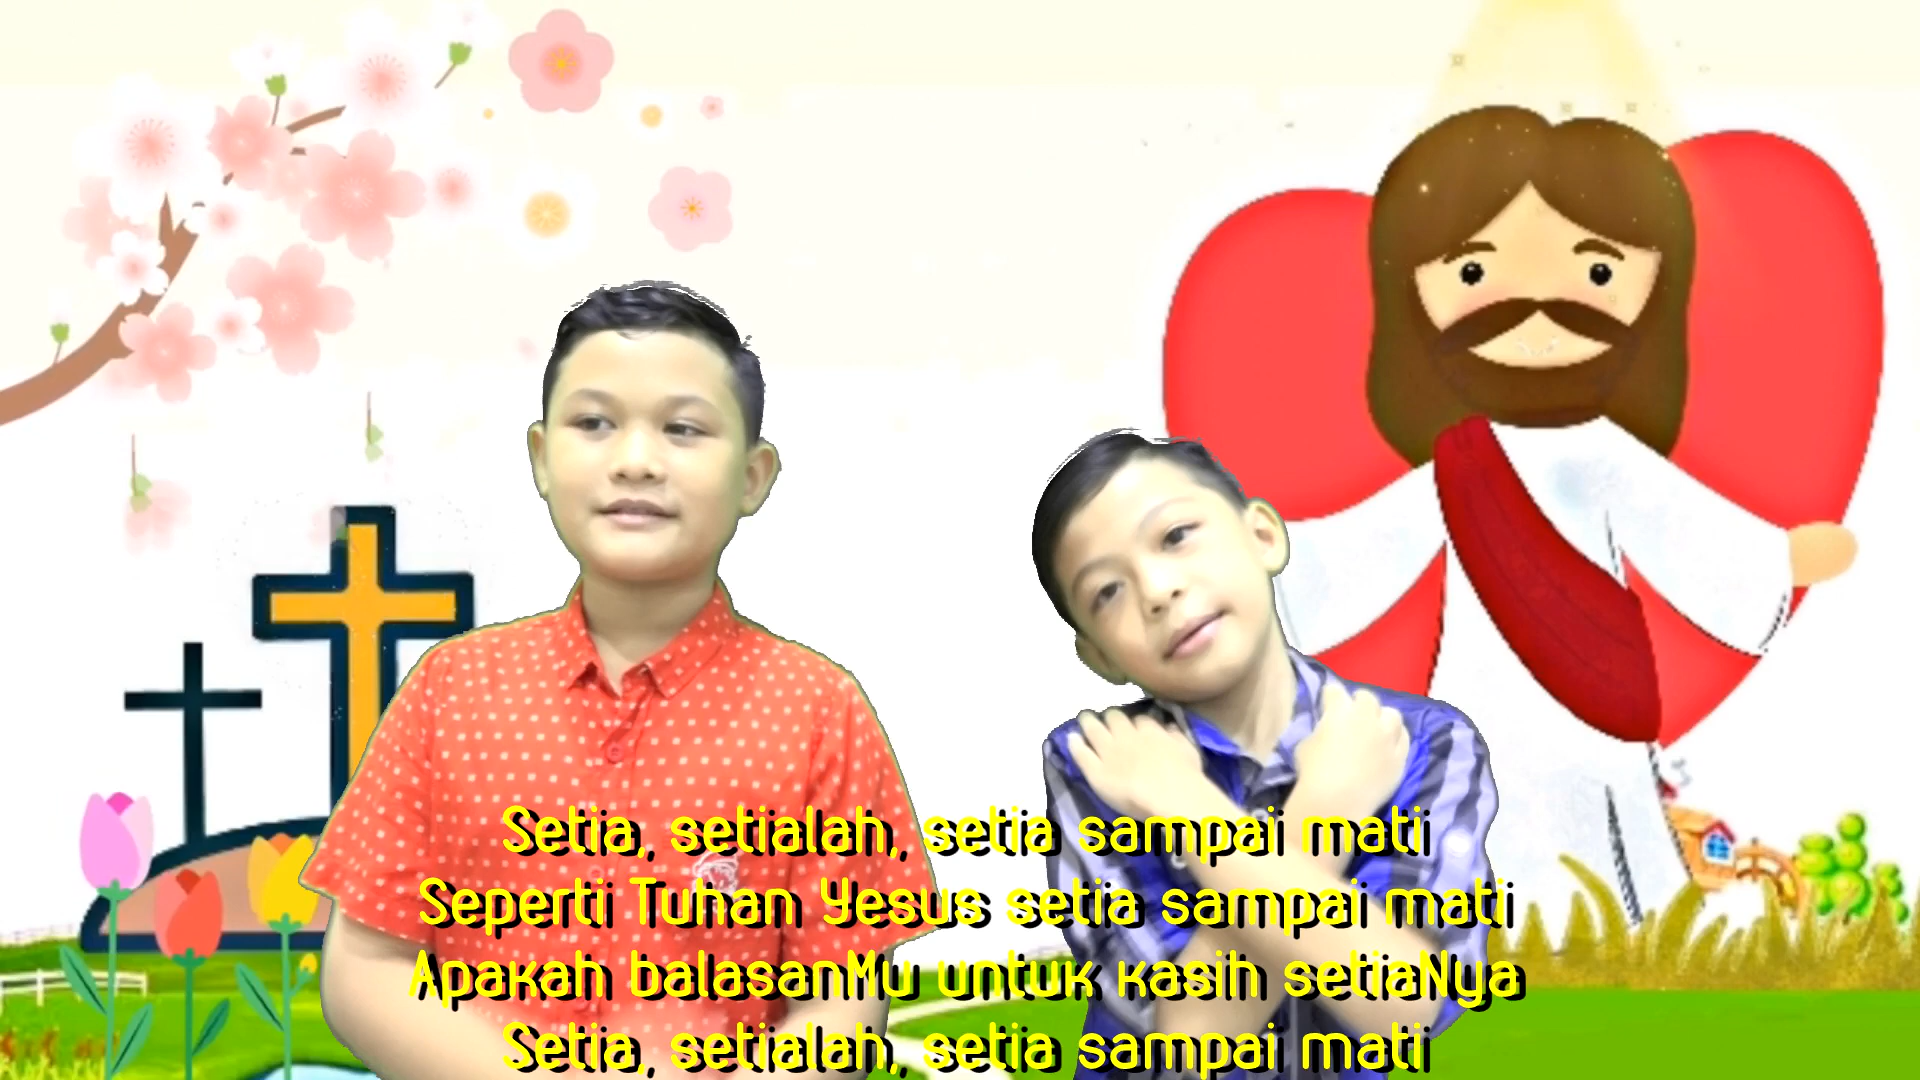 Setia, setialah, setia sampai mati
Seperti Tuhan Yesus setia sampai mati
Apakah balasanMu untuk kasih setiaNya
Setia, setialah, setia sampai mati